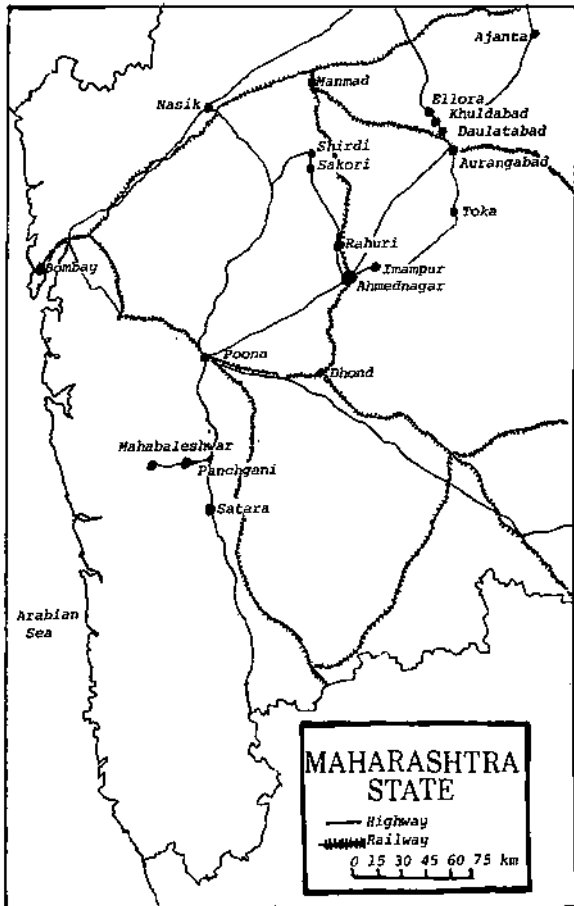 Ajanta
Manmad
Nasik
Ellora
Khuldabad
Daulatabad
Shirdi
Aurangabad
Sakori
Toka
Rahuri
Bombay
Imampur
Ahmednagar
Poona
Dhond
Mahabaleshwar
Panchgani
Satara
Arabian
Sea
MAHARASHTRA
STATE
Highway
Railway
0 15 30 45 60 75 km